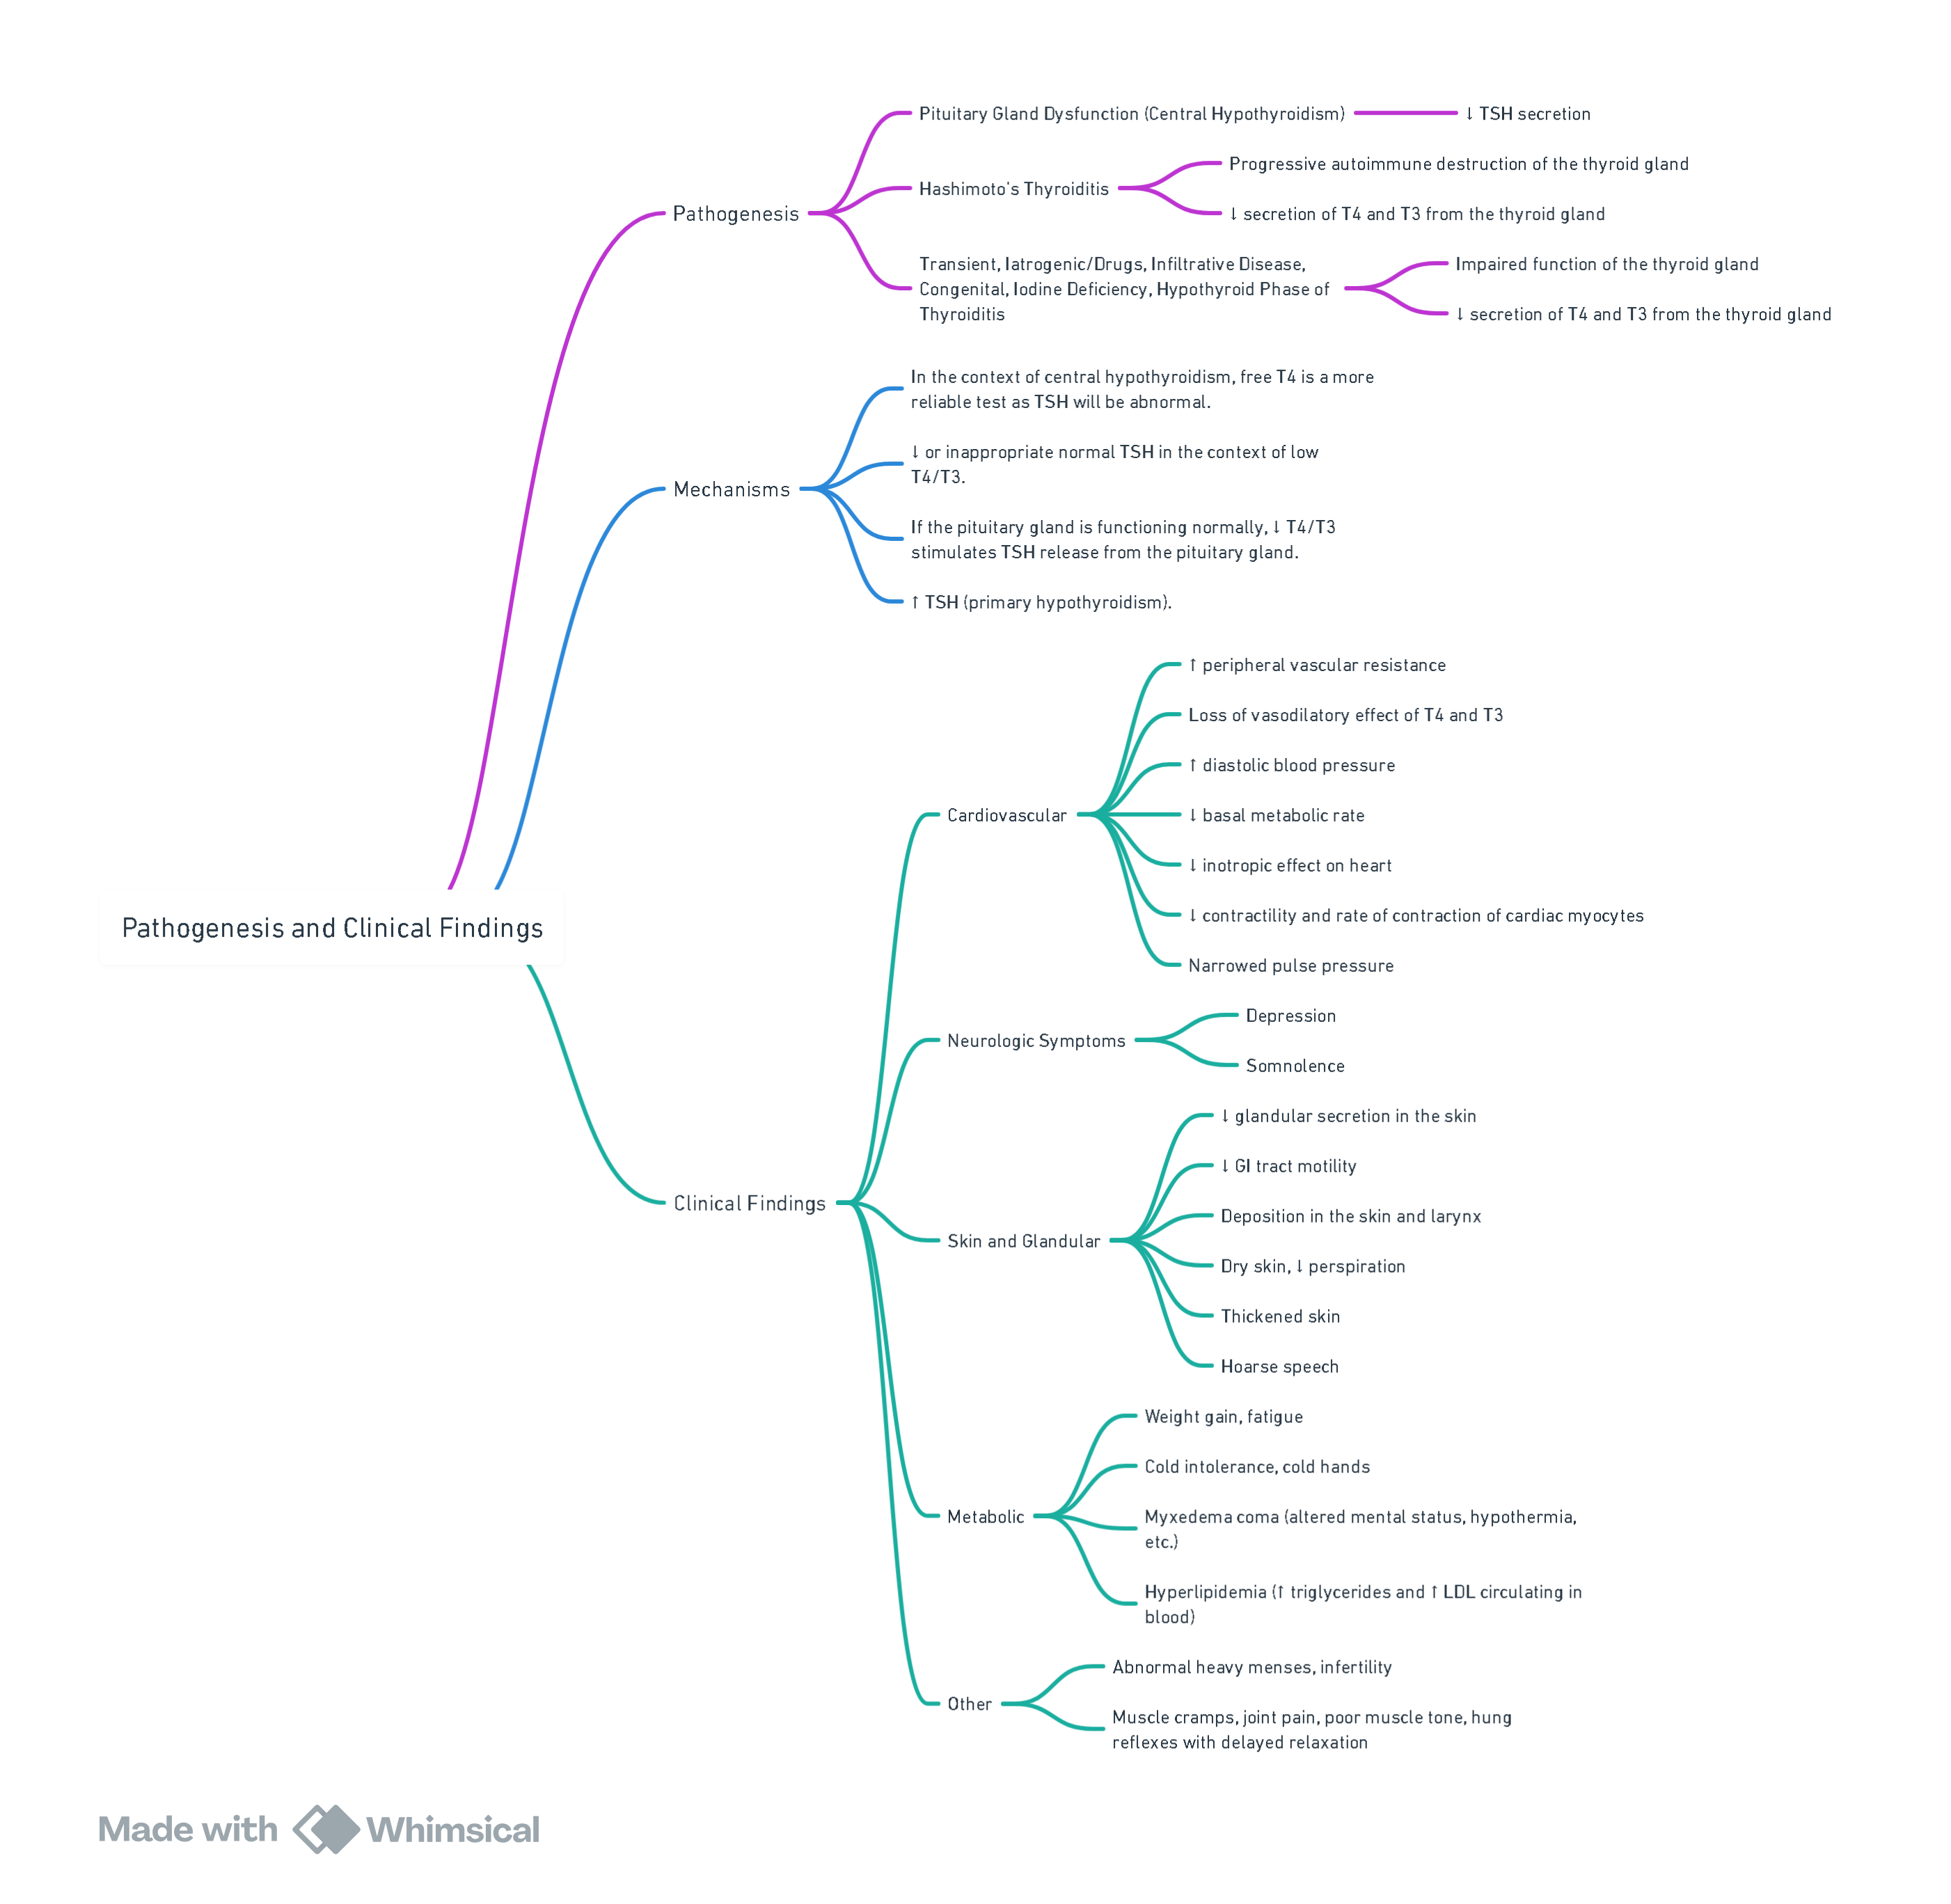 Pathogenesis and Clinical Findings
Pathogenesis
Pituitary Gland Dysfunction (Central Hypothyroidism)
↓ TSH secretion
Hashimoto's Thyroiditis
Progressive autoimmune destruction of the thyroid gland
↓ secretion of T4 and T3 from the thyroid gland
Transient, Iatrogenic/Drugs, Infiltrative Disease,
Congenital, Iodine Deficiency, Hypothyroid Phase of
Thyroiditis
Impaired function of the thyroid gland
↓ secretion of T4 and T3 from the thyroid gland
Mechanisms
In the context of central hypothyroidism, free T4 is a more
reliable test as TSH will be abnormal.
↓ or inappropriate normal TSH in the context of low
T4/T3.
If the pituitary gland is functioning normally, ↓ T4/T3
stimulates TSH release from the pituitary gland.
↑ TSH (primary hypothyroidism).
Clinical Findings
Cardiovascular
↑ peripheral vascular resistance
Loss of vasodilatory effect of T4 and T3
↑ diastolic blood pressure
↓ basal metabolic rate
↓ inotropic effect on heart
↓ contractility and rate of contraction of cardiac myocytes
Narrowed pulse pressure
Neurologic Symptoms
Depression
Somnolence
Skin and Glandular
↓ glandular secretion in the skin
↓ GI tract motility
Deposition in the skin and larynx
Dry skin, ↓ perspiration
Thickened skin
Hoarse speech
Metabolic
Weight gain, fatigue
Cold intolerance, cold hands
Myxedema coma (altered mental status, hypothermia,
etc.)
Hyperlipidemia (↑ triglycerides and ↑ LDL circulating in
blood)
Other
Abnormal heavy menses, infertility
Muscle cramps, joint pain, poor muscle tone, hung
reflexes with delayed relaxation
Made with Whimsical